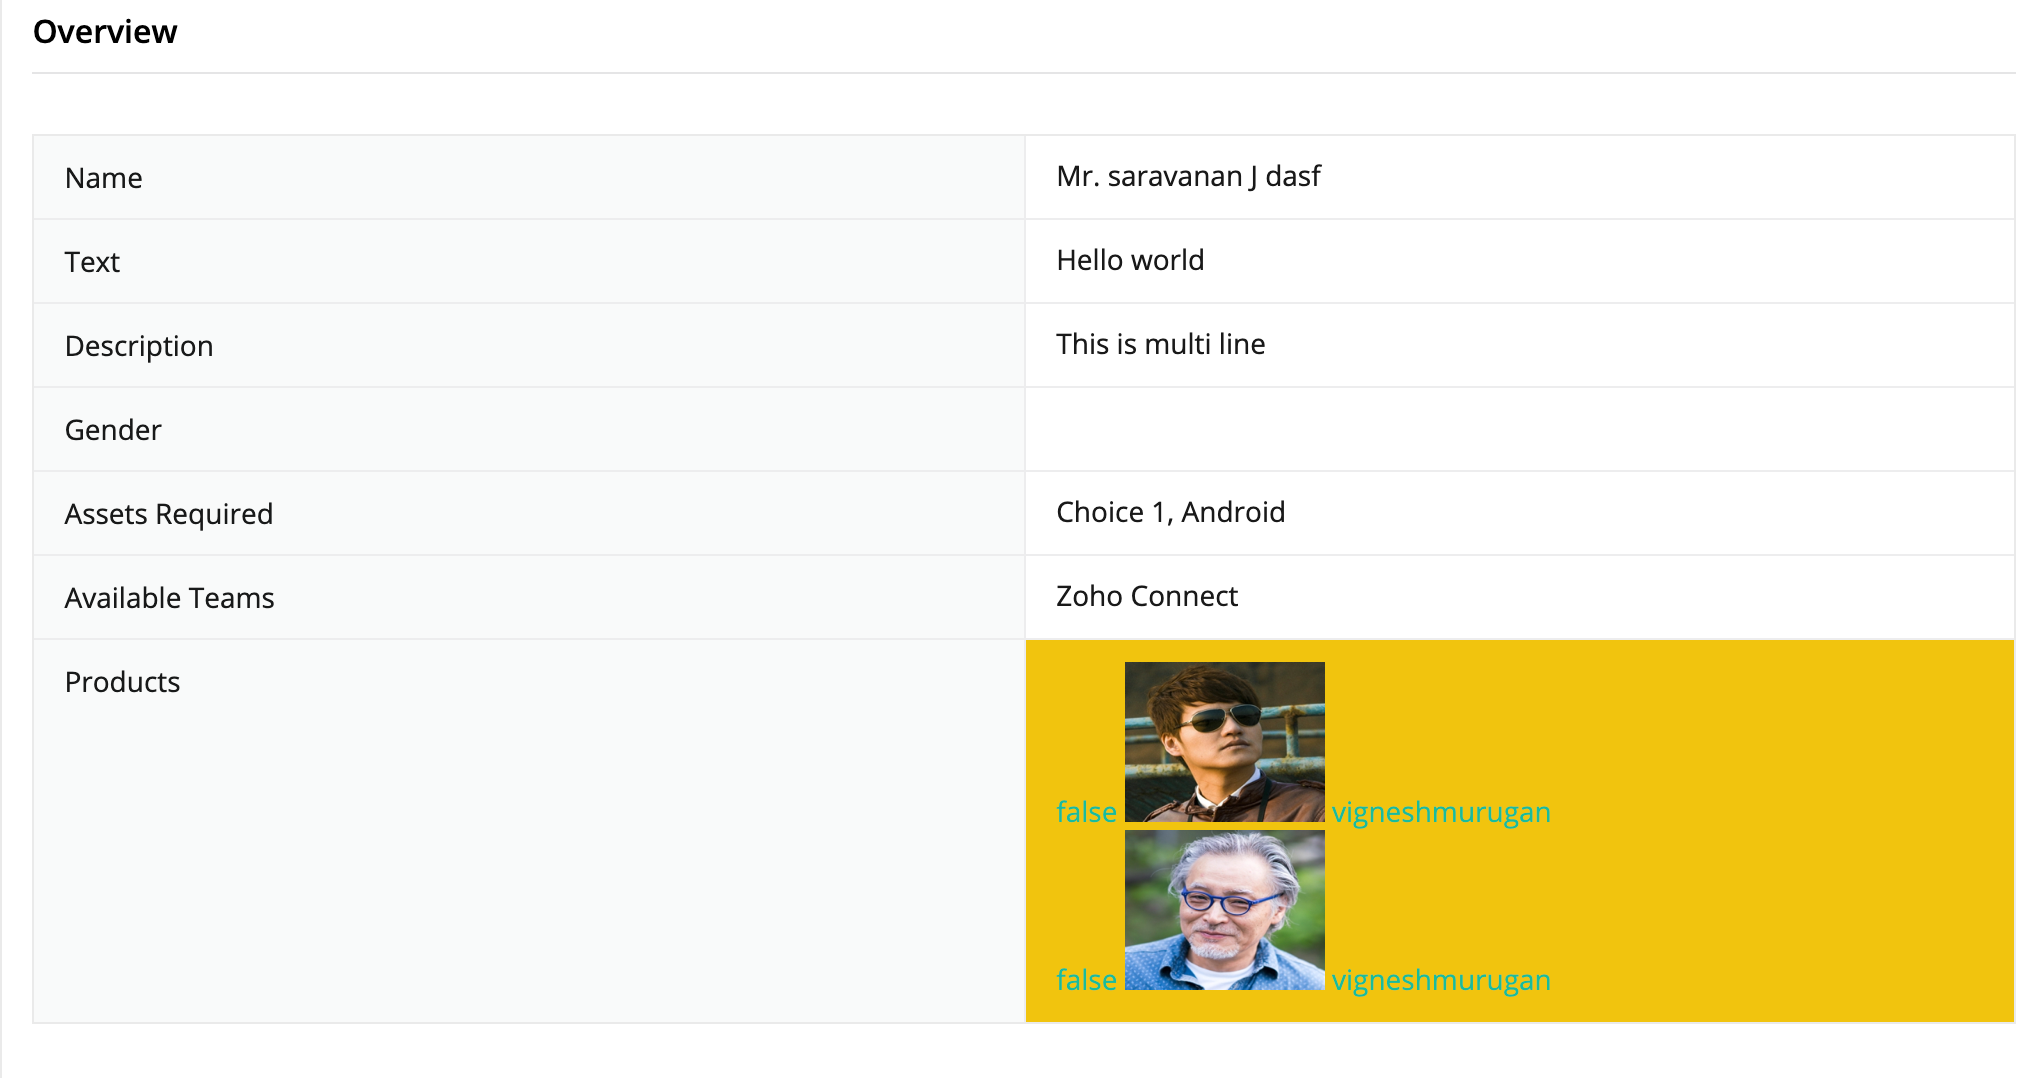 Overview
Name
Mr. saravanan J dasf
Text
Hello world
Description
This is multi line
Gender
Assets Required
Choice 1, Android
Available Teams
Zoho Connect
Products
false vigneshmurugan
false vigneshmurugan